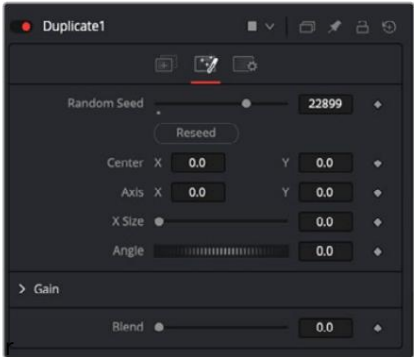 Duplicate1
Random Seed 22899
Reseed
Center X 0.0 Y 0.0
Axis X 0.0 Y 0.0
X Size 0.0
Angle 0.0
> Gain
Blend 0.0
r